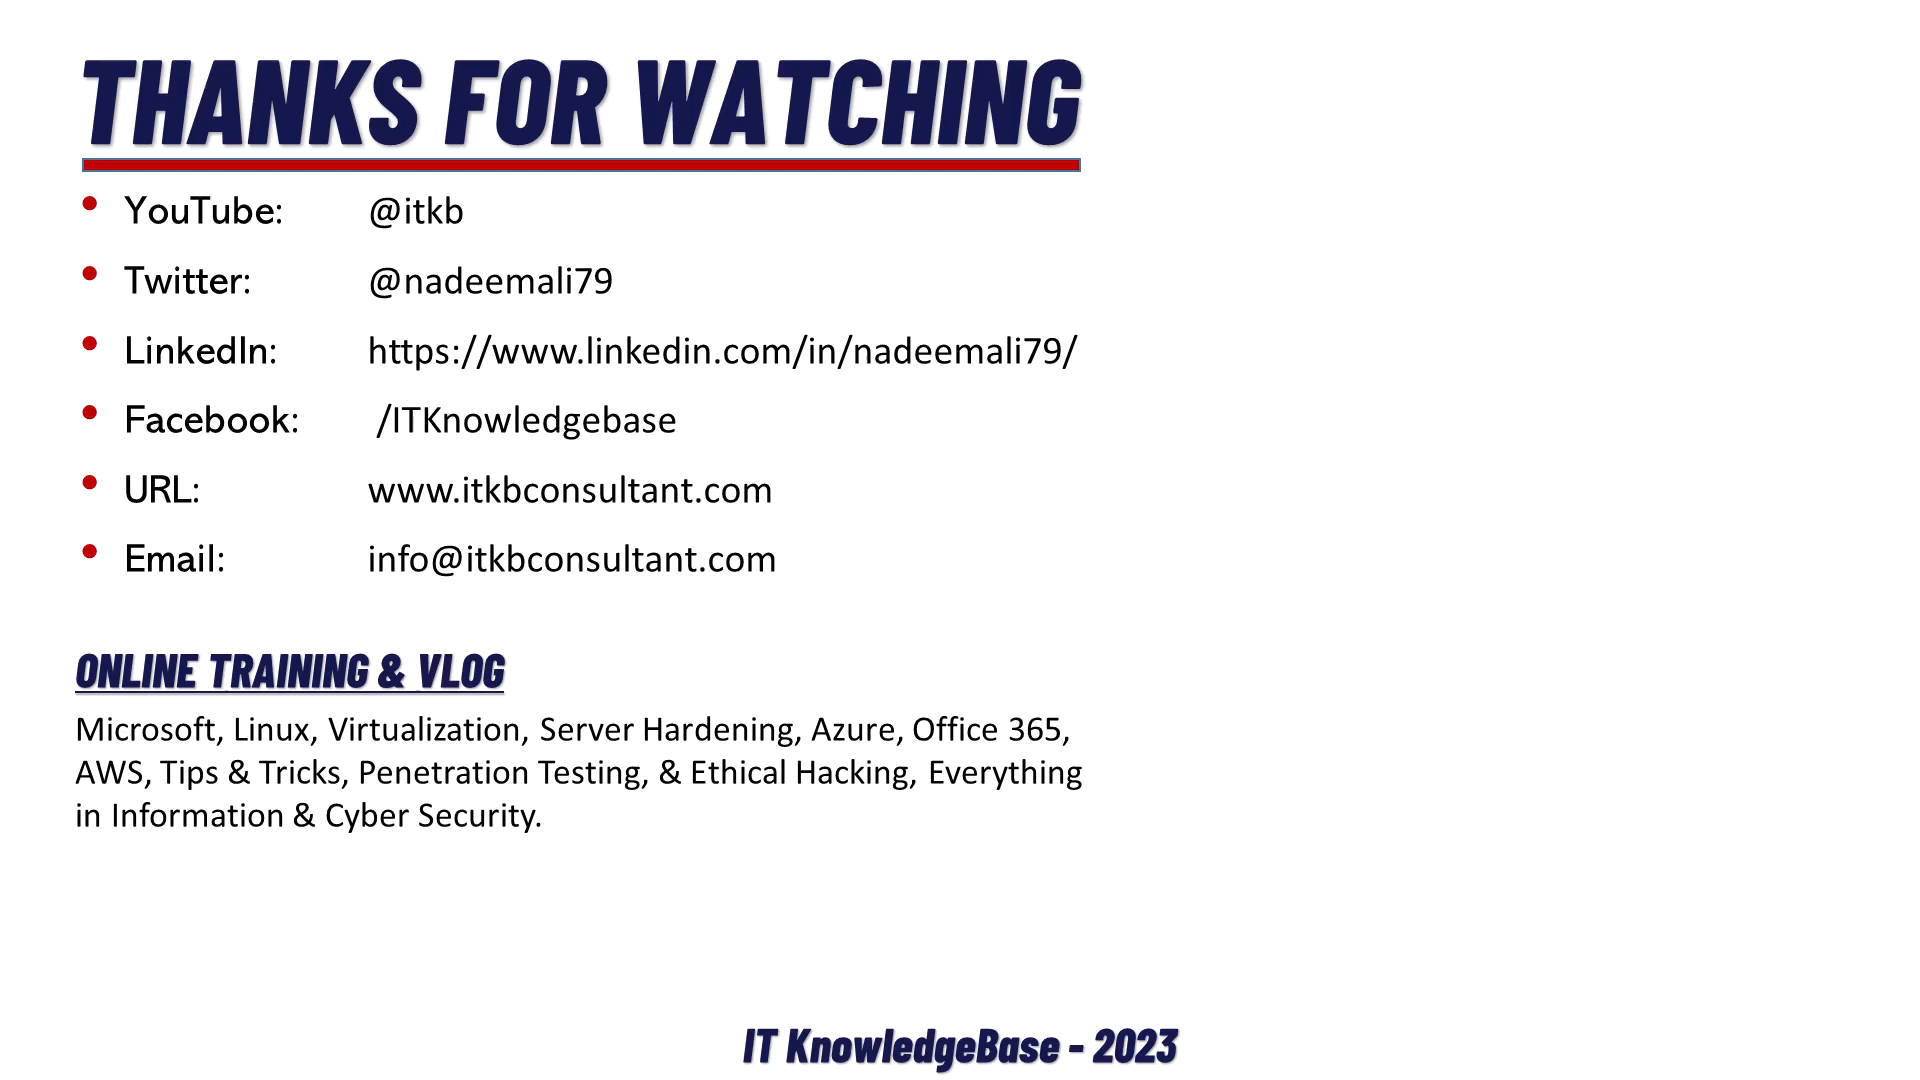 THANKS FOR WATCHING
• YouTube: @itkb
• Twitter: @nadeemali79
• LinkedIn: https://www.linkedin.com/in/nadeemali79/
• Facebook: /ITKnowledgebase
• URL: www.itkbconsultant.com
• Email: info@itkbconsultant.com
ONLINE TRAINING & VLOG
Microsoft, Linux, Virtualization, Server Hardening, Azure, Office 365,
AWS, Tips & Tricks, Penetration Testing, & Ethical Hacking, Everything
in Information & Cyber Security.
IT KnowledgeBase - 2023